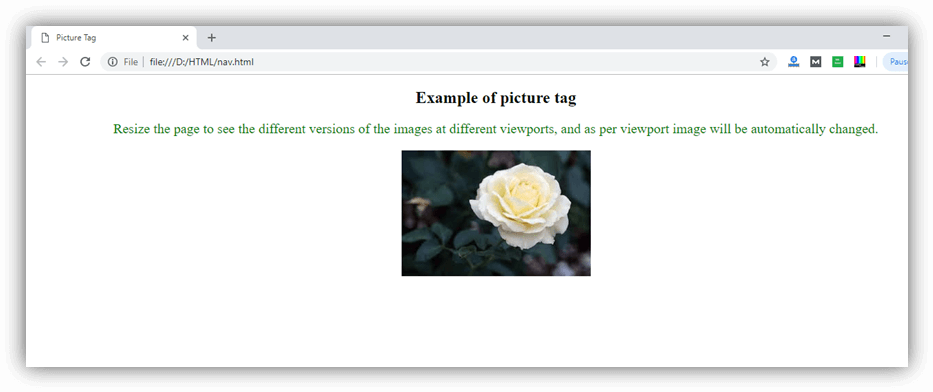 Picture Tag
File file:///D:/HTML/nav.html
Pause
Example of picture tag
Resize the page to see the different versions of the images at different viewports, and as per viewport image will be automatically changed.